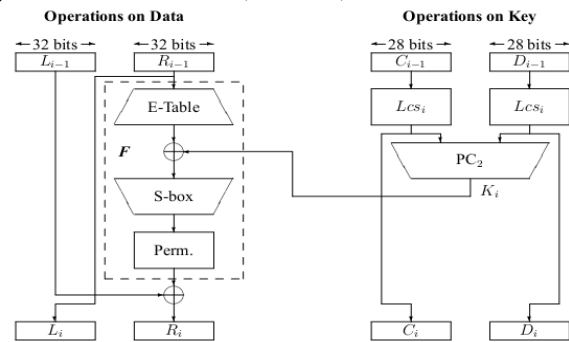 Operations on Data
Operations on Key
32 bits
32 bits
28 bits
28 bits
L_{i−1}
R_{i−1}
C_{i−1}
D_{i−1}
E-Table
Lcs_i
Lcs_i
F
PC_2
S-box
K_i
Perm.
L_i
R_i
C_i
D_i